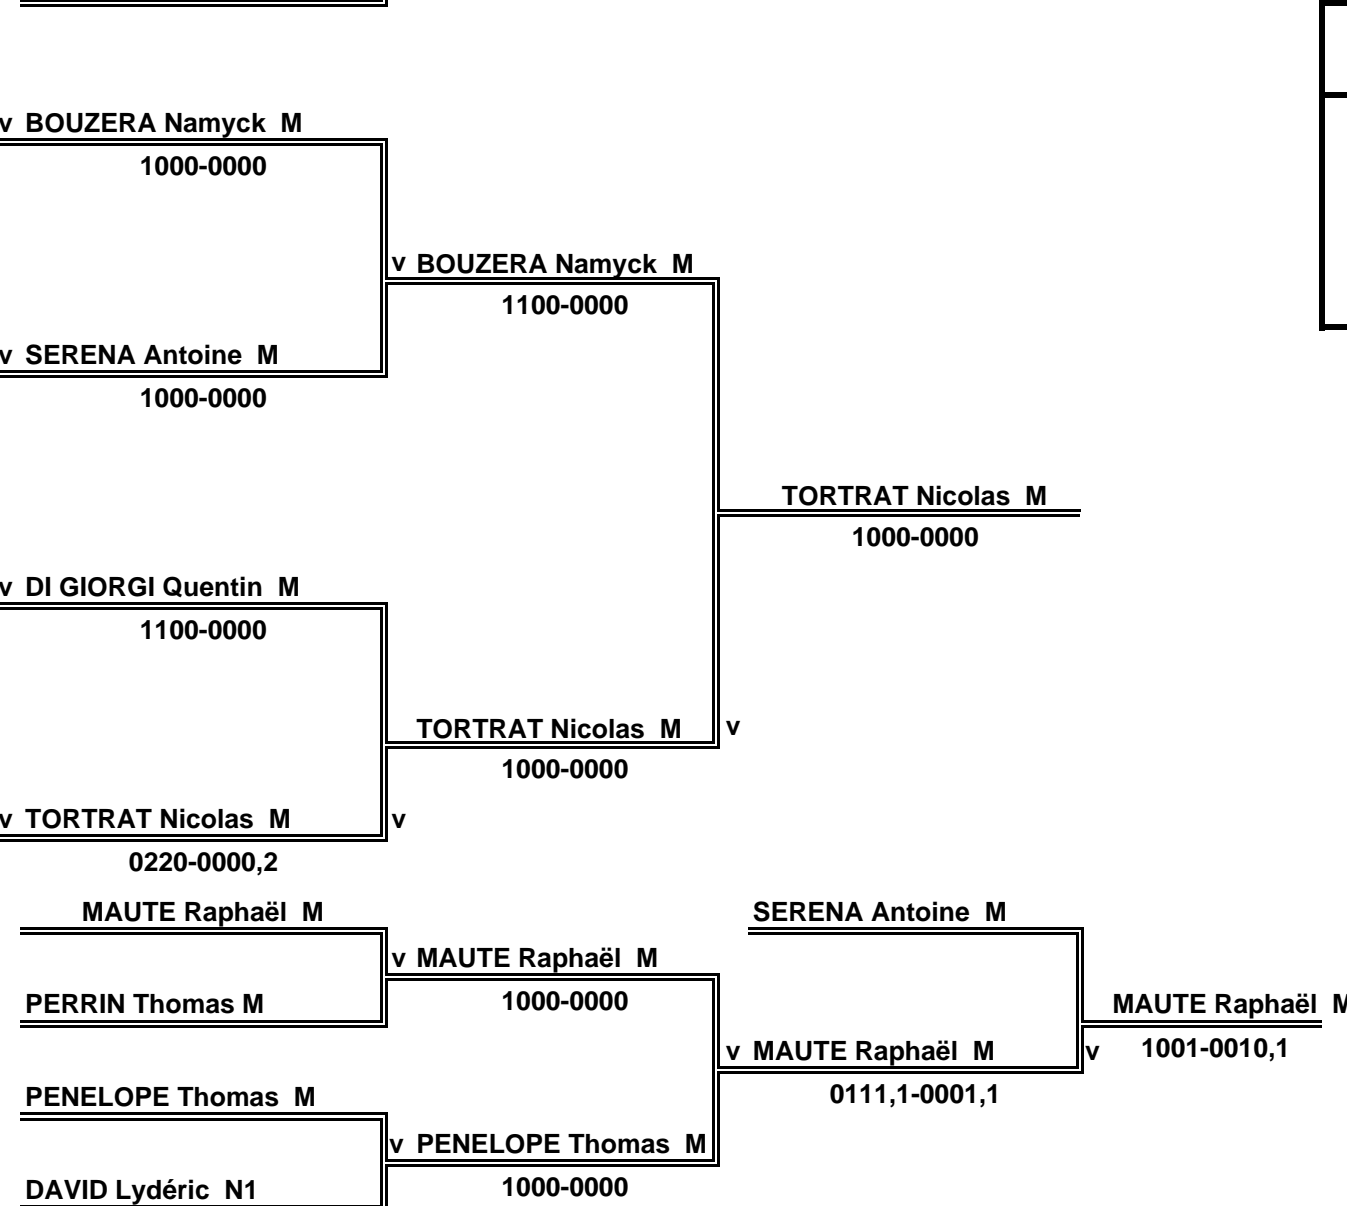 v BOUZERA Namyck M
1000-0000
v BOUZERA Namyck M
1100-0000
v SERENA Antoine M
1000-0000
TORTRAT Nicolas M
1000-0000
v DI GIORGI Quentin M
1100-0000
TORTRAT Nicolas M v
1000-0000
v TORTRAT Nicolas M v
0220-0000,2
MAUTE Raphaël M
SERENA Antoine M
v MAUTE Raphaël M
1000-0000
PERRIN Thomas M
MAUTE Raphaël M
v MAUTE Raphaël M v
1001-0010,1
0111,1-0001,1
PENELOPE Thomas M
v PENELOPE Thomas M
1000-0000
DAVID Lydéric N1